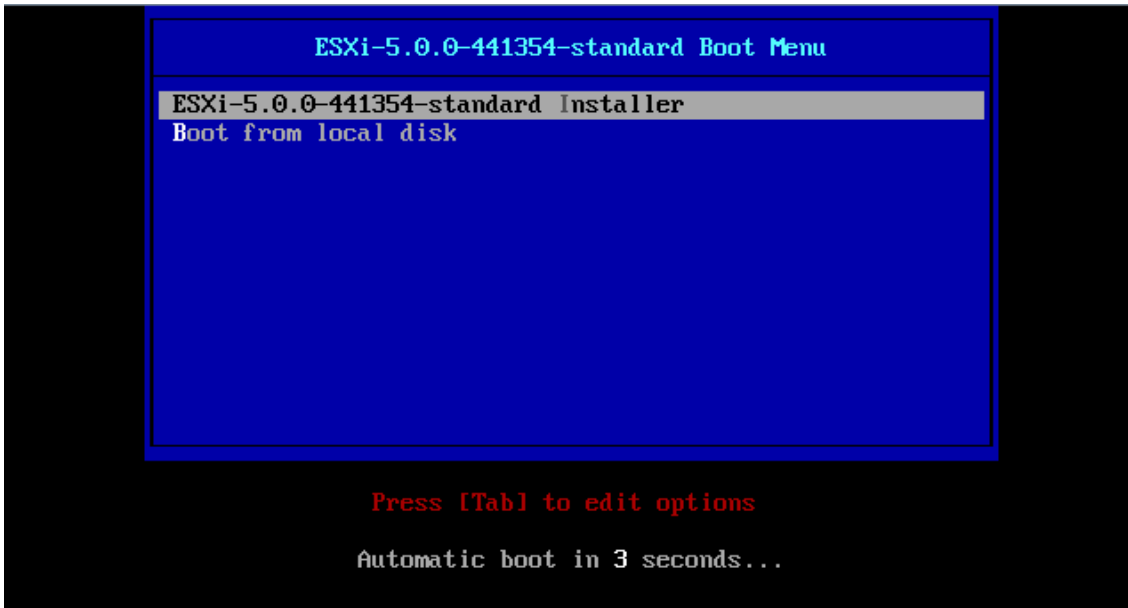 ESXi-5.0.0-441354-standard Boot Menu
ESXi-5.0.0-441354-standard Installer
Boot from local disk
Press [Tab] to edit options
Automatic boot in 3 seconds...